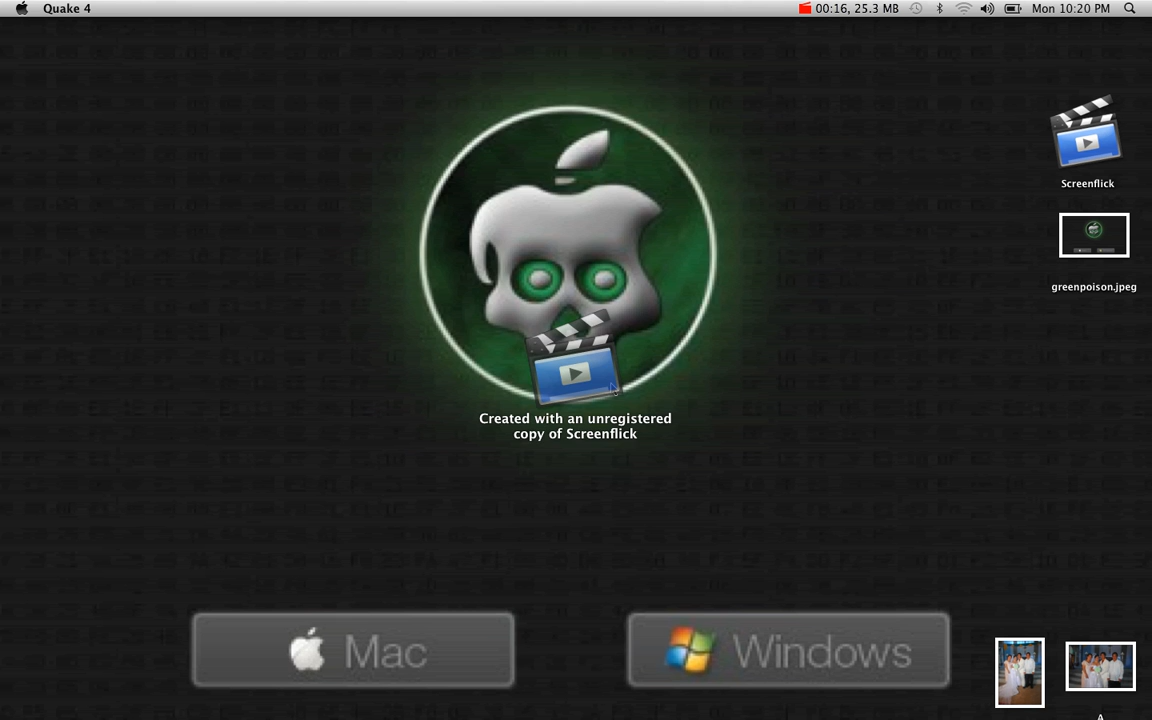 Quake 4
00:16, 25.3 MB
Mon 10:20 PM
Screenflick
greenpoison.jpeg
Created with an unregistered
copy of Screenflick
Mac
Windows